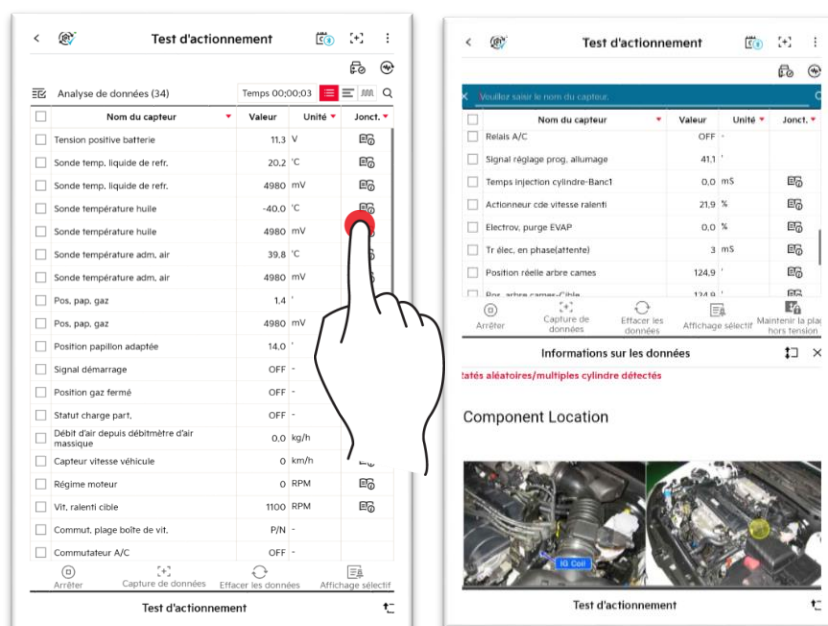 Test d'actionnement
Analyse de données (34) Temps 00;00;03
Nom du capteur Valeur Unité Jonct.
Tension positive batterie 11,3 V
Sonde temp, liquide de refr, 20,2 °C
Sonde temp, liquide de refr, 4980 mV
Sonde température huile -40,0 °C
Sonde température huile 4980 mV
Sonde température adm, air 39,8 °C
Sonde température adm, air 4980 mV
Pos, pap, gaz 1,4 °
Pos, pap, gaz 4980 mV
Position papillon adaptée 14,0 °
Signal démarrage OFF -
Position gaz fermé OFF -
Statut charge part, OFF -
Débit d'air depuis débitmètre d'air
massique 0,0 kg/h
Capteur vitesse véhicule 0 km/h
Régime moteur 0 RPM
Vit, ralenti cible 1100 RPM
Commut, plage boîte de vit, P/N -
Commutateur A/C OFF -
Arrêter Capture de données Effacer les données Affichage sélectif
Test d'actionnement
Test d'actionnement
Veuillez saisir le nom du capteur.
Nom du capteur Valeur Unité Jonct.
Relais A/C OFF -
Signal réglage prog, allumage 41,1 °
Temps injection cylindre-Banc1 0,0 mS
Actionneur cde vitesse ralenti 21,9 %
Electrov, purge EVAP 0,0 %
Tr élec, en phase(attente) 3 mS
Position réelle arbre cames 124,9 °
Pos, arbre cames-Cible 124,9 °
Arrêter Capture de données Effacer les données Affichage sélectif Maintenir la plag hors tension
Informations sur les données
ratés aléatoires/multiples cylindre détectés
Component Location
IG Coil
Test d'actionnement